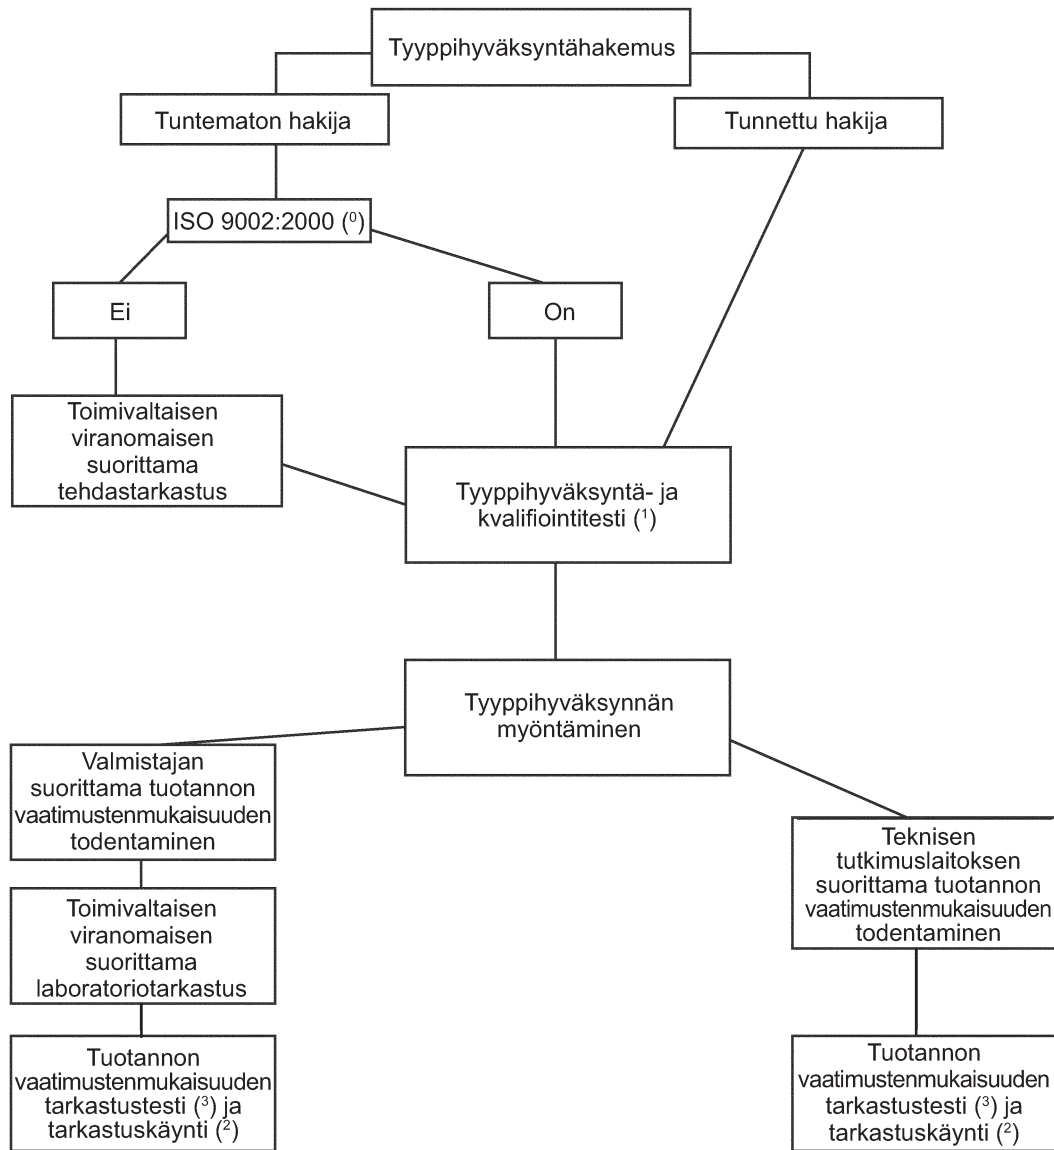 Tyyppihyväksyntähakemus
Tuntematon hakija
Tunnettu hakija
ISO 9002:2000 (⁰)
Ei
On
Toimivaltaisen
viranomaisen
suorittama
tehdastarkastus
Tyyppihyväksyntä- ja
kvalifiointitesti (¹)
Tyyppihyväksynnän
myöntäminen
Valmistajan
suorittama tuotannon
vaatimustenmukaisuuden
todentaminen
Teknisen
tutkimuslaitoksen
suorittama tuotannon
vaatimustenmukaisuuden
todentaminen
Toimivaltaisen
viranomaisen
suorittama
laboratoriotarkastus
Tuotannon
vaatimustenmukaisuuden
tarkastustesti (³) ja
tarkastuskäynti (²)
Tuotannon
vaatimustenmukaisuuden
tarkastustesti (³) ja
tarkastuskäynti (²)